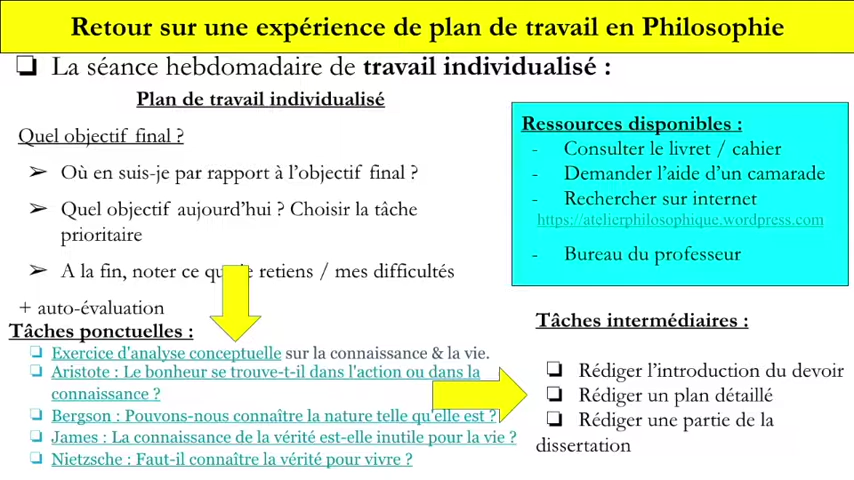 Retour sur une expérience de plan de travail en Philosophie
La séance hebdomadaire de travail individualisé :
Plan de travail individualisé
Quel objectif final ?
Où en suis-je par rapport à l'objectif final ?
Quel objectif aujourd'hui ? Choisir la tâche
prioritaire
A la fin, noter ce que je retiens / mes difficultés
+ auto-évaluation
Ressources disponibles :
- Consulter le livret / cahier
- Demander l'aide d'un camarade
- Rechercher sur internet
https://atelierphilosophique.wordpress.com
- Bureau du professeur
Tâches ponctuelles :
Exercice d'analyse conceptuelle sur la connaissance & la vie.
Aristote : Le bonheur se trouve-t-il dans l'action ou dans la
connaissance ?
Bergson : Pouvons-nous connaître la nature telle qu'elle est ?
James : La connaissance de la vérité est-elle inutile pour la vie ?
Nietzsche : Faut-il connaître la vérité pour vivre ?
Tâches intermédiaires :
Rédiger l'introduction du devoir
Rédiger un plan détaillé
Rédiger une partie de la
dissertation